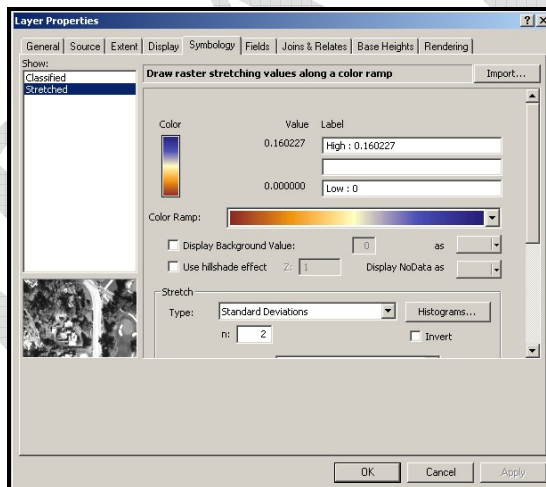 Layer Properties
General Source Extent Display Symbology Fields Joins & Relates Base Heights Rendering
Show:
Classified
Stretched
Draw raster stretching values along a color ramp
Import...
Color Value Label
0.160227 High : 0.160227
0.000000 Low : 0
Color Ramp:
Display Background Value: 0 as
Use hillshade effect Z: 1 Display NoData as
Stretch
Type: Standard Deviations Histograms...
n: 2 Invert
OK Cancel Apply